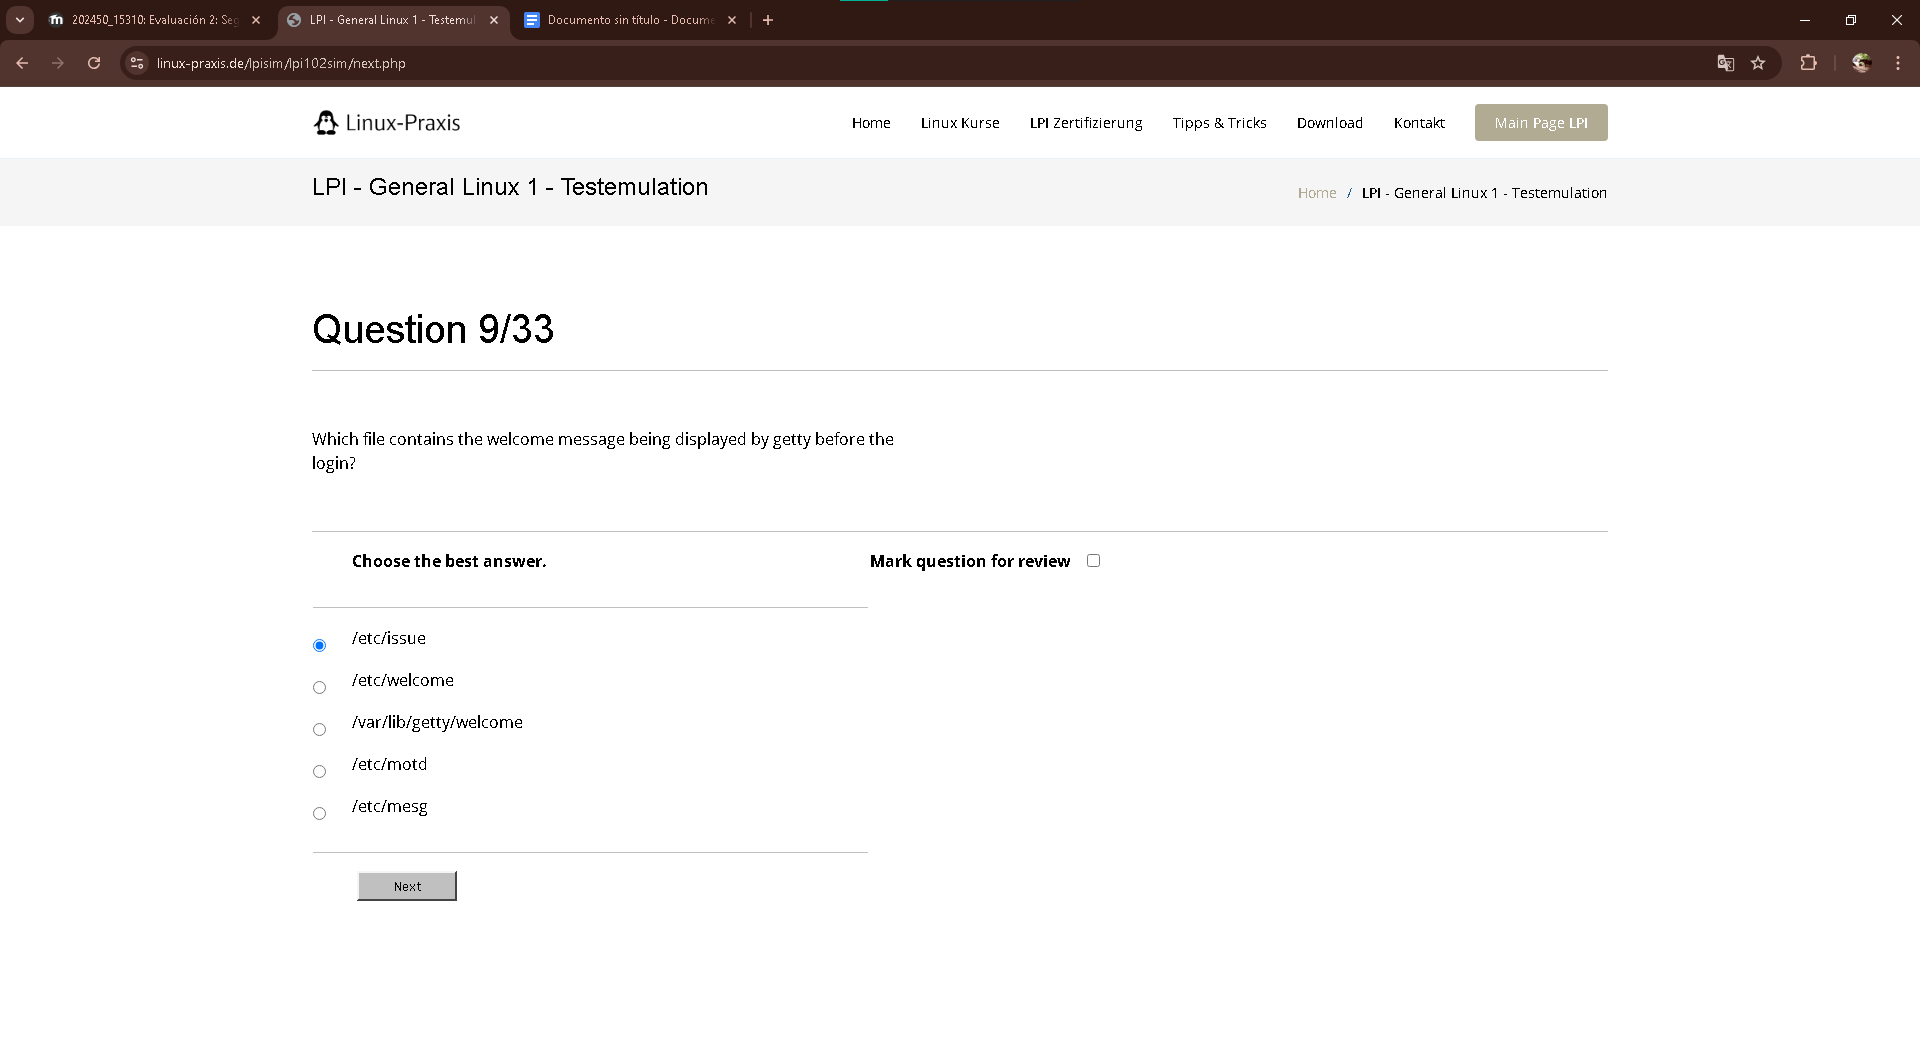 202450_15310: Evaluación 2: Seg
LPI - General Linux 1 - Testemul
Documento sin título - Docume
linux-praxis.de/lpisim/lpi102sim/next.php
Linux-Praxis
Home
Linux Kurse
LPI Zertifizierung
Tipps & Tricks
Download
Kontakt
Main Page LPI
LPI - General Linux 1 - Testemulation
Home / LPI - General Linux 1 - Testemulation
Question 9/33
Which file contains the welcome message being displayed by getty before the
login?
Choose the best answer.
Mark question for review
/etc/issue
/etc/welcome
/var/lib/getty/welcome
/etc/motd
/etc/mesg
Next